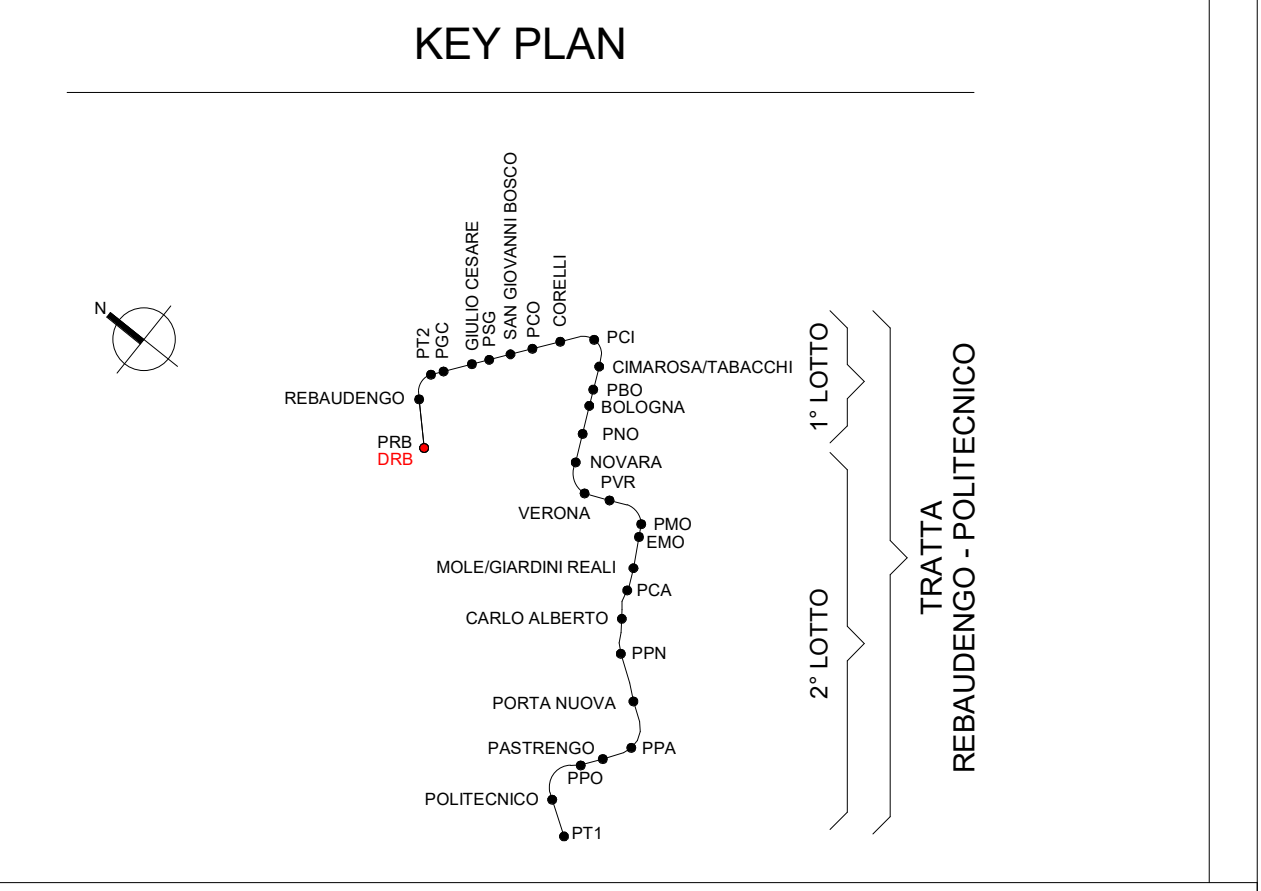 KEY PLAN
N
PT2
PGC
GIULIO CESARE
PSG
SAN GIOVANNI BOSCO
PCO
CORELLI
PCI
CIMAROSA/TABACCHI
REBAUDENGO
PBO
BOLOGNA
PRB
DRB
PNO
NOVARA
PVR
VERONA
PMO
EMO
MOLE/GIARDINI REALI
PCA
CARLO ALBERTO
PPN
PORTA NUOVA
PASTRENGO
PPA
PPO
POLITECNICO
PT1
1° LOTTO
2° LOTTO
TRATTA
REBAUDENGO - POLITECNICO